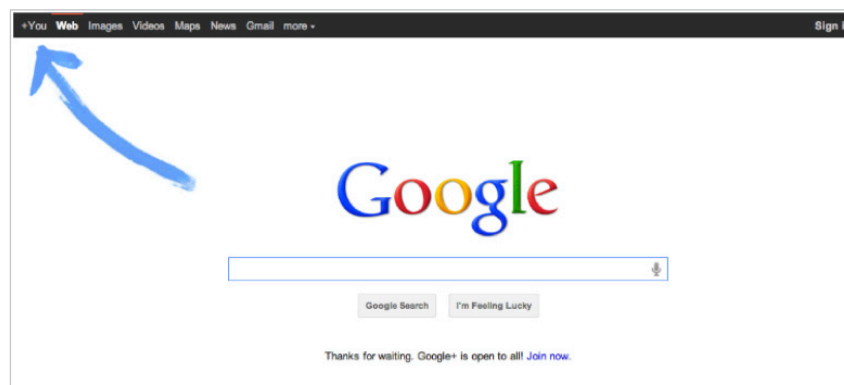 +You Web Images Videos Maps News Gmail more
Sign
Google
Google Search I'm Feeling Lucky
Thanks for waiting. Google+ is open to all! Join now.